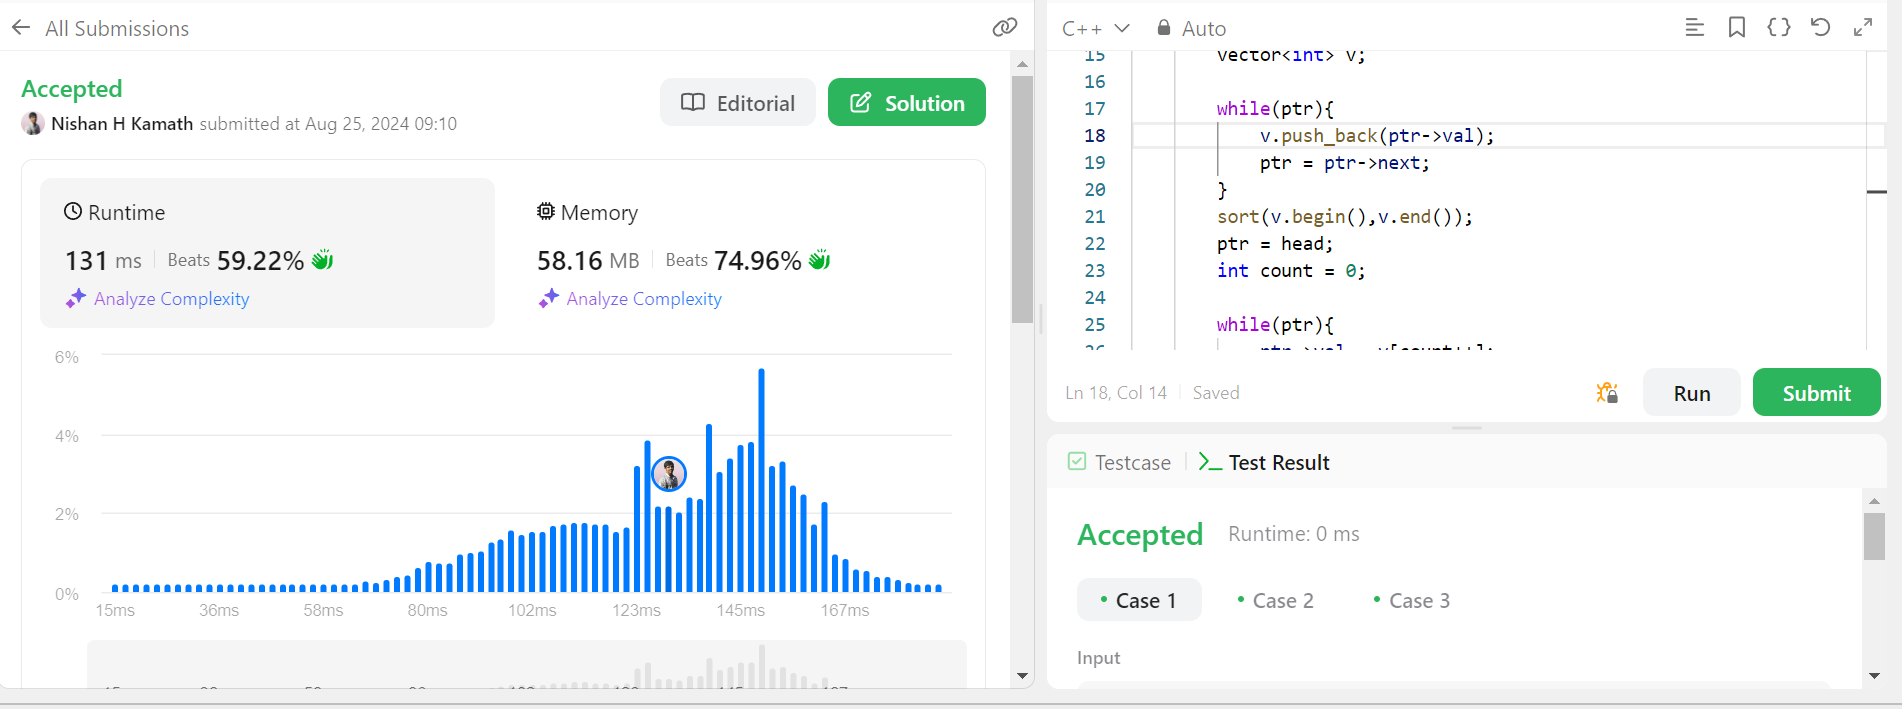 All Submissions
Accepted
Nishan H Kamath submitted at Aug 25, 2024 09:10
Editorial
Solution
Runtime
131 ms
Beats 59.22%
Analyze Complexity
Memory
58.16 MB
Beats 74.96%
Analyze Complexity
6%
4%
2%
0%
15ms 36ms 58ms 80ms 102ms 123ms 145ms 167ms
C++
Auto
15 vector<int> v;
16
17 while(ptr){
18 v.push_back(ptr->val);
19 ptr = ptr->next;
20 }
21 sort(v.begin(),v.end());
22 ptr = head;
23 int count = 0;
24
25 while(ptr){
Ln 18, Col 14
Saved
Run
Submit
Testcase
Test Result
Accepted
Runtime: 0 ms
Case 1
Case 2
Case 3
Input